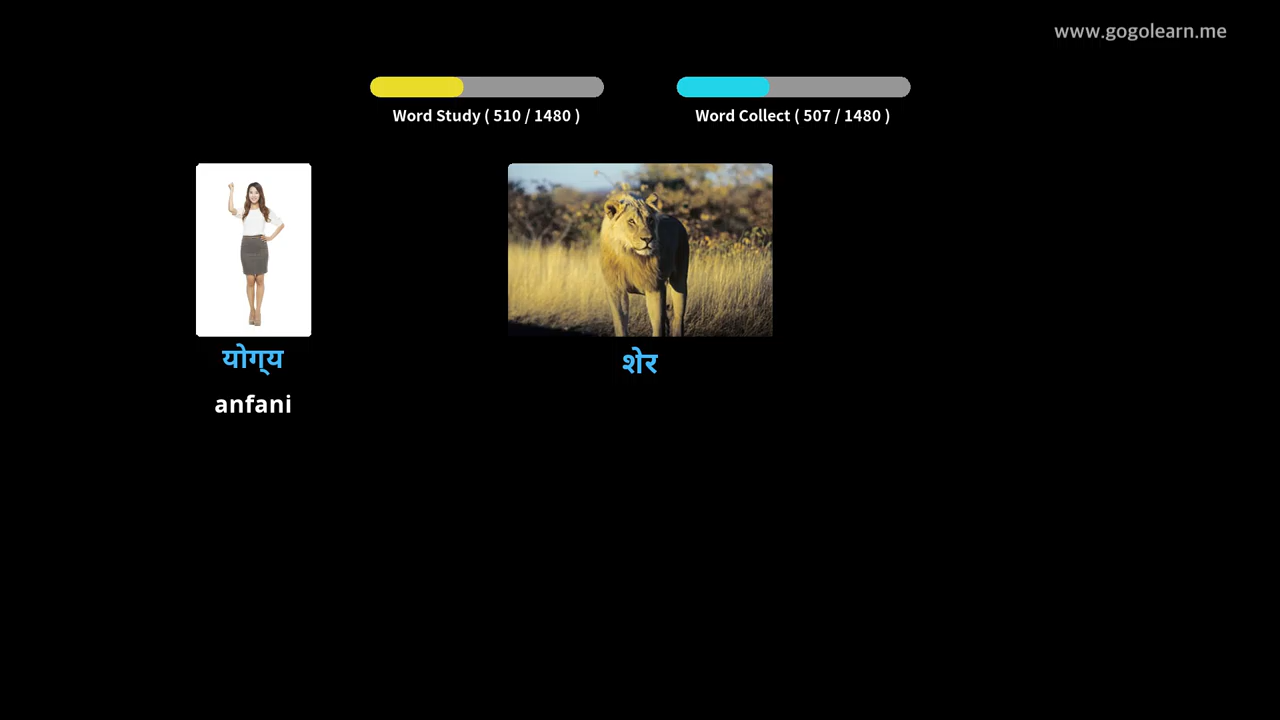 www.gogolearn.me
Word Study ( 510 / 1480 )
Word Collect ( 507 / 1480 )
योग्य
शेर
anfani